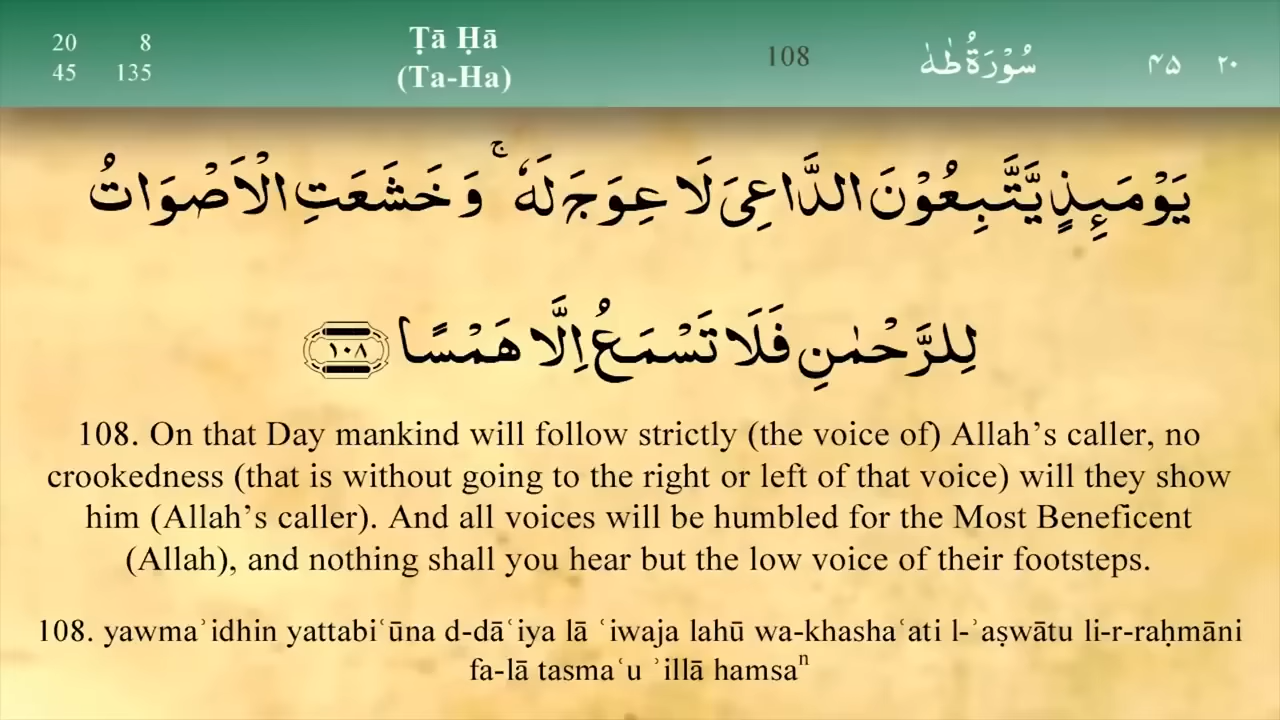 20 8
45 135
Ṭā Ḥā
(Ta-Ha)
108
سُوْرَةُ طٰهٰ
۴۵ ۲۰
يَوْمَىِٕذٍ يَّتَّبِعُوْنَ الدَّاعِىَ لَا عِوَجَ لَهٗ ۚ وَ خَشَعَتِ الْاَصْوَاتُ
لِلرَّحْمٰنِ فَلَا تَسْمَعُ اِلَّا هَمْسًا ١٠٨
108. On that Day mankind will follow strictly (the voice of) Allah’s caller, no
crookedness (that is without going to the right or left of that voice) will they show
him (Allah’s caller). And all voices will be humbled for the Most Beneficent
(Allah), and nothing shall you hear but the low voice of their footsteps.
108. yawmaʾidhin yattabiʿūna d-dāʿiya lā ʿiwaja lahū wa-khashaʿati l-ʾaṣwātu li-r-raḥmāni
fa-lā tasmaʿu ʾillā hamsaⁿ